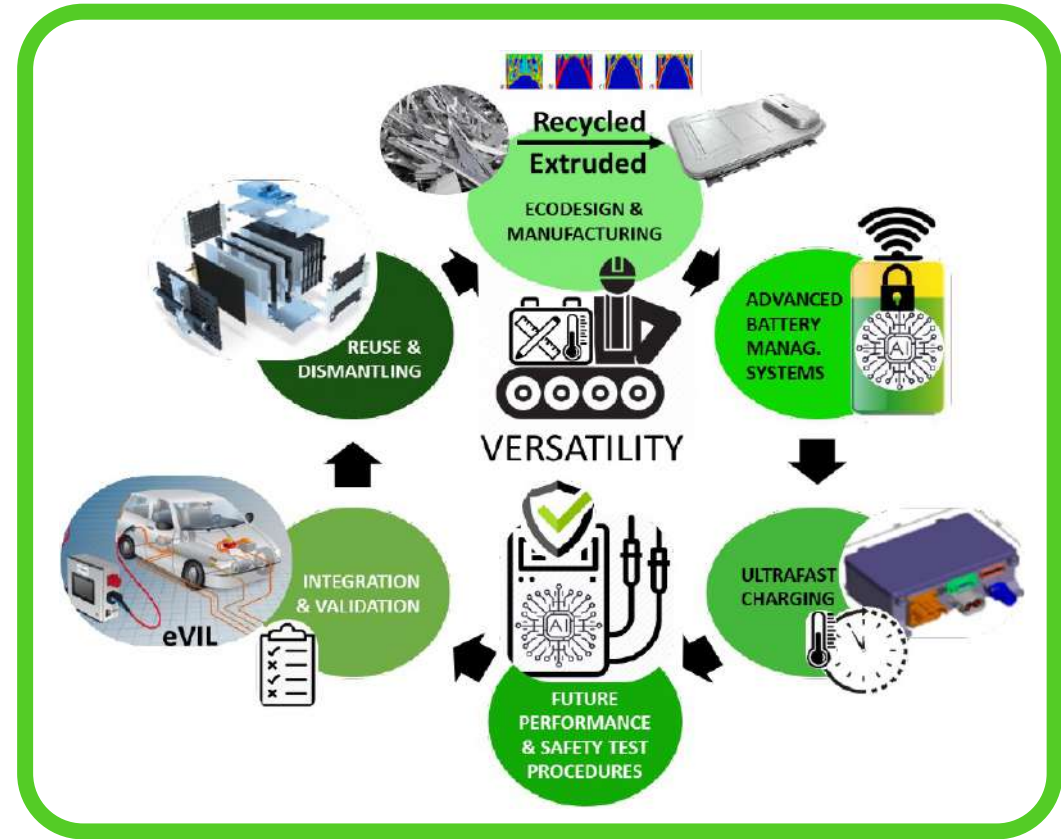 Recycled
Extruded
ECODESIGN &
MANUFACTURING
ADVANCED
BATTERY
MANAG.
SYSTEMS
AI
REUSE &
DISMANTLING
VERSATILITY
ULTRAFAST
CHARGING
INTEGRATION
& VALIDATION
eVIL
AI
FUTURE
PERFORMANCE
& SAFETY TEST
PROCEDURES